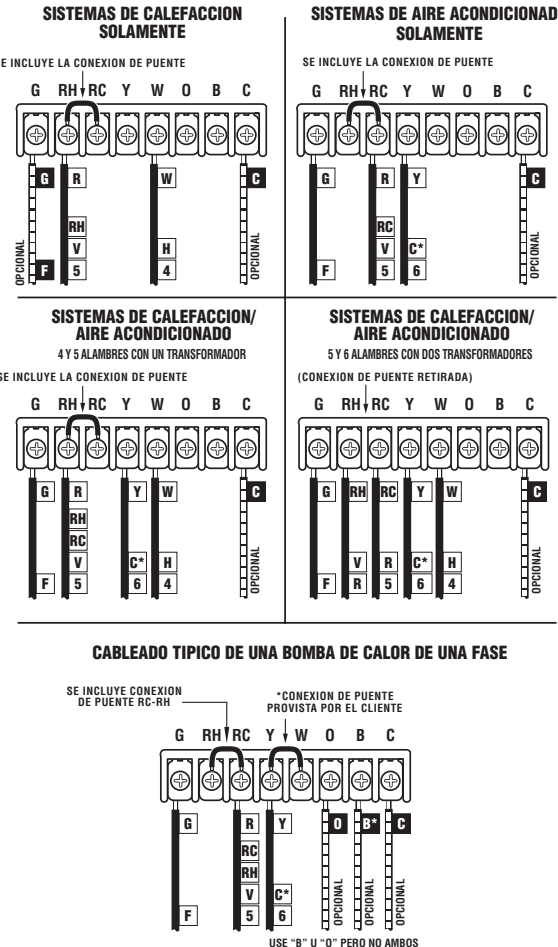 SISTEMAS DE CALEFACCION
SOLAMENTE
SE INCLUYE LA CONEXION DE PUENTE
G RH RC Y W O B C
G R W C
RH
V H
F 5 4
OPCIONAL OPCIONAL
SISTEMAS DE AIRE ACONDICIONAD
SOLAMENTE
SE INCLUYE LA CONEXION DE PUENTE
G RH RC Y W O B C
G R Y C
RC
V C*
F 5 6
OPCIONAL
SISTEMAS DE CALEFACCION/
AIRE ACONDICIONADO
4 Y 5 ALAMBRES CON UN TRANSFORMADOR
SE INCLUYE LA CONEXION DE PUENTE
G RH RC Y W O B C
G R Y W C
RH
RC
V C* H
F 5 6 4
OPCIONAL
SISTEMAS DE CALEFACCION/
AIRE ACONDICIONADO
5 Y 6 ALAMBRES CON DOS TRANSFORMADORES
(CONEXION DE PUENTE RETIRADA)
G RH RC Y W O B C
G RH RC Y W C
V R C* H
F R 5 6 4
OPCIONAL
CABLEADO TIPICO DE UNA BOMBA DE CALOR DE UNA FASE
SE INCLUYE CONEXION
DE PUENTE RC-RH
*CONEXION DE PUENTE
PROVISTA POR EL CLIENTE
G RH RC Y W O B C
G R Y O B* C
RC
RH
V C*
F 5 6
OPCIONAL OPCIONAL OPCIONAL
USE “B” U “O” PERO NO AMBOS